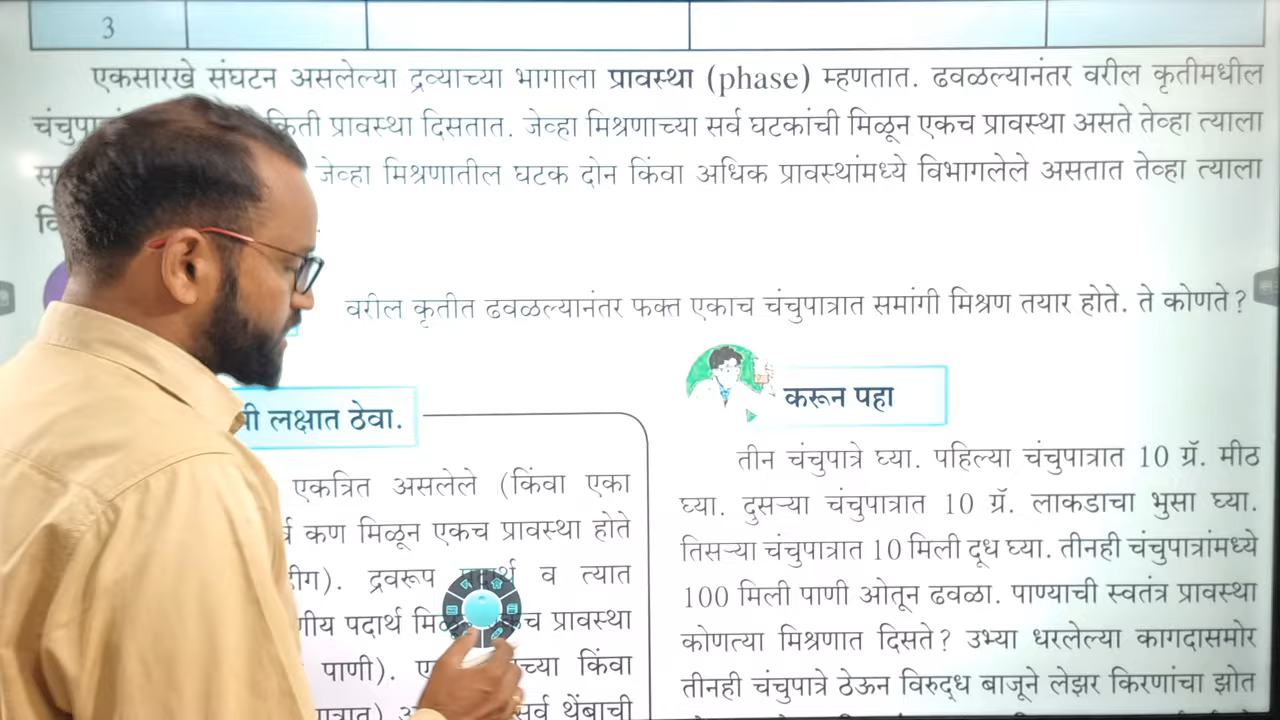 3
एकसारखे संघटन असलेल्या द्रव्याच्या भागाला प्रावस्था (phase) म्हणतात. ढवळल्यानंतर वरील कृतीमधील
किती प्रावस्था दिसतात. जेव्हा मिश्रणाच्या सर्व घटकांची मिळून एकच प्रावस्था असते तेव्हा त्याला
जेव्हा मिश्रणातील घटक दोन किंवा अधिक प्रावस्थांमध्ये विभागलेले असतात तेव्हा त्याला
वरील कृतीत ढवळल्यानंतर फक्त एकाच चंचुपात्रात समांगी मिश्रण तयार होते. ते कोणते?
लक्षात ठेवा.
एकत्रित असलेले (किंवा एका
कण मिळून एकच प्रावस्था होते
द्रवरूप व त्यात
पदार्थ प्रावस्था
पाणी). किंवा
सर्व थेंबाची
करून पहा
तीन चंचुपात्रे घ्या. पहिल्या चंचुपात्रात 10 ग्रॅ. मीठ
घ्या. दुसऱ्या चंचुपात्रात 10 ग्रॅ. लाकडाचा भुसा घ्या.
तिसऱ्या चंचुपात्रात 10 मिली दूध घ्या. तीनही चंचुपात्रांमध्ये
100 मिली पाणी ओतून ढवळा. पाण्याची स्वतंत्र प्रावस्था
कोणत्या मिश्रणात दिसते? उभ्या धरलेल्या कागदासमोर
तीनही चंचुपात्रे ठेऊन विरुद्ध बाजूने लेझर किरणांचा झोत